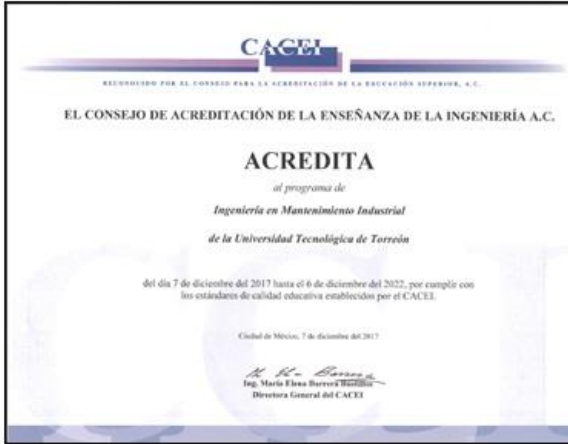 CACEI
RECONOCIDO POR EL CONSEJO PARA LA ACREDITACIÓN DE LA EDUCACIÓN SUPERIOR, A.C.
EL CONSEJO DE ACREDITACIÓN DE LA ENSEÑANZA DE LA INGENIERÍA A.C.
ACREDITA
al programa de
Ingeniería en Mantenimiento Industrial
de la Universidad Tecnológica de Torreón
del día 7 de diciembre del 2017 hasta el 6 de diciembre del 2022, por cumplir con
los estándares de calidad educativa establecidos por el CACEI.
Ciudad de México, 7 de diciembre del 2017
Ing. María Elena Barrera Bustillos
Directora General del CACEI